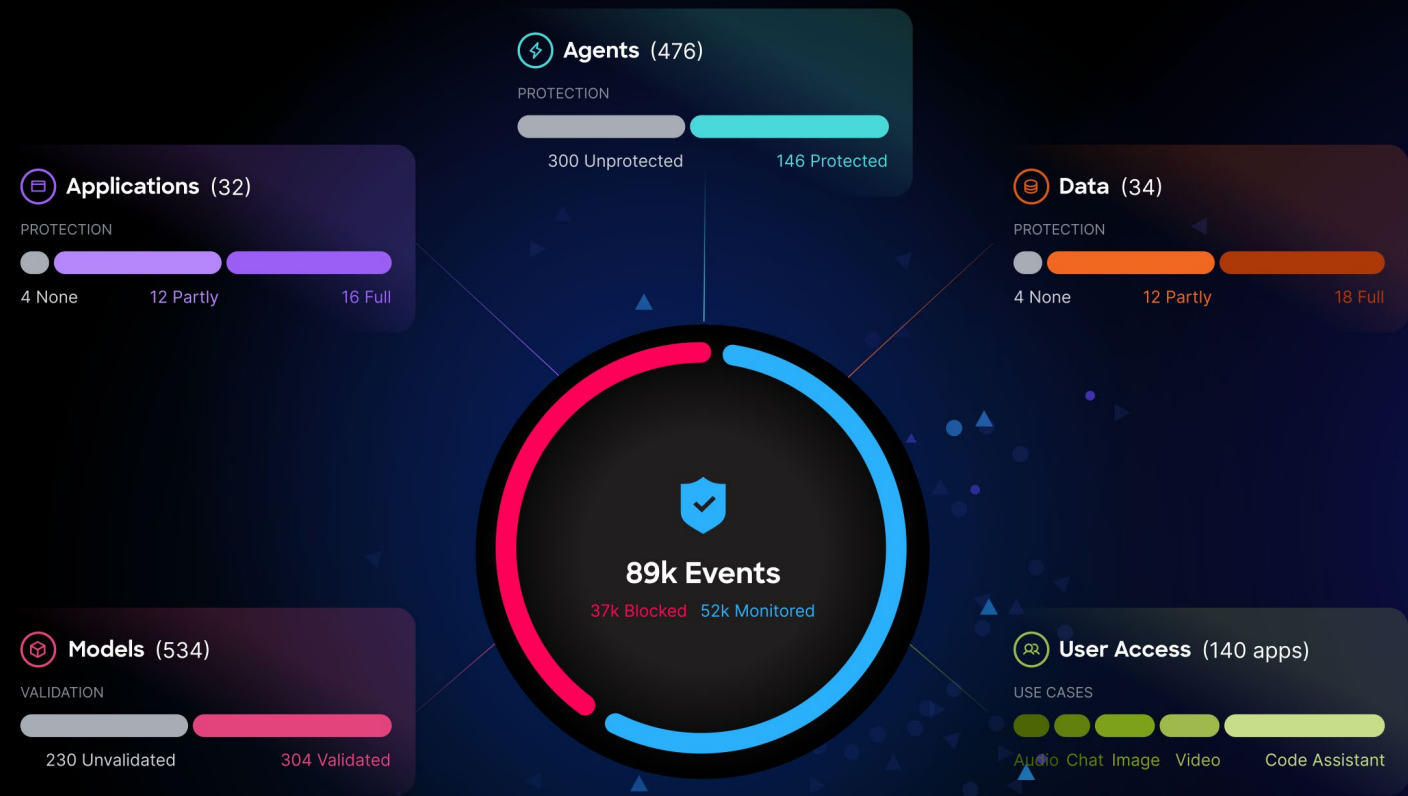 Agents (476)
PROTECTION
300 Unprotected 146 Protected
Applications (32)
PROTECTION
4 None 12 Partly 16 Full
Data (34)
PROTECTION
4 None 12 Partly 18 Full
89k Events
37k Blocked 52k Monitored
Models (534)
VALIDATION
230 Unvalidated 304 Validated
User Access (140 apps)
USE CASES
Audio Chat Image Video Code Assistant